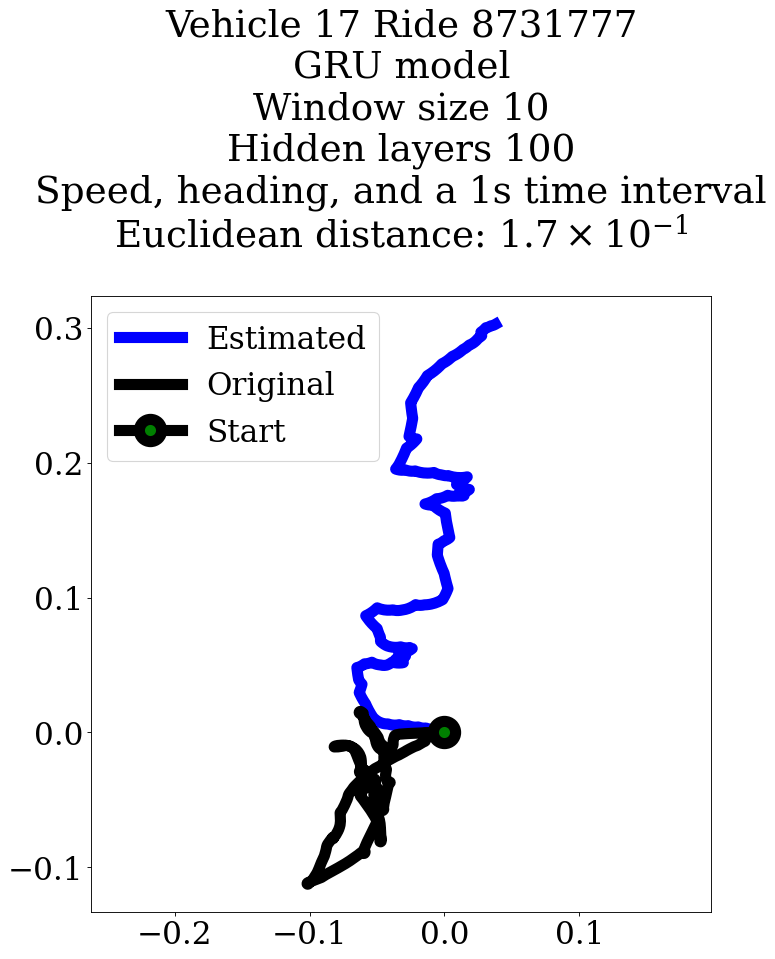 Vehicle 17 Ride 8731777
GRU model
Window size 10
Hidden layers 100
Speed, heading, and a 1s time interval
Euclidean distance: 1.7 × 10⁻¹
Estimated
Original
Start
0.3
0.2
0.1
0.0
−0.1
−0.2
−0.1
0.0
0.1